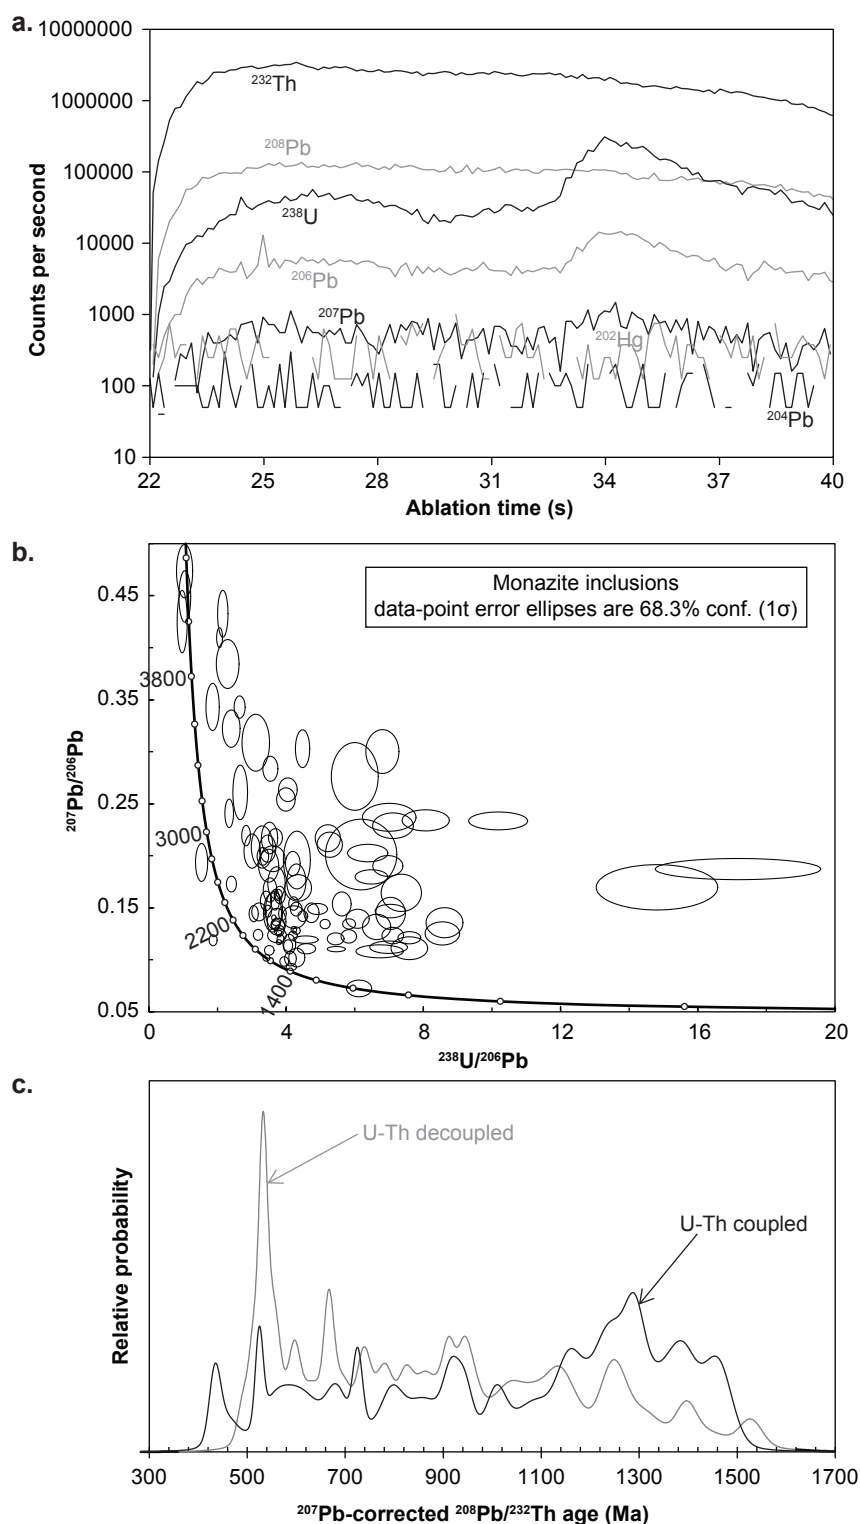 a.
10000000
1000000
100000
10000
1000
100
10
Counts per second
²³²Th
²⁰⁸Pb
²³⁸U
²⁰⁶Pb
²⁰⁷Pb
²⁰²Hg
²⁰⁴Pb
22 25 28 31 34 37 40
Ablation time (s)
b.
Monazite inclusions
data-point error ellipses are 68.3% conf. (1σ)
0.45
0.35
0.25
0.15
0.05
²⁰⁷Pb/²⁰⁶Pb
3800
3000
2200
1400
0 4 8 12 16 20
²³⁸U/²⁰⁶Pb
c.
U-Th decoupled
U-Th coupled
Relative probability
300 500 700 900 1100 1300 1500 1700
²⁰⁷Pb-corrected ²⁰⁸Pb/²³²Th age (Ma)